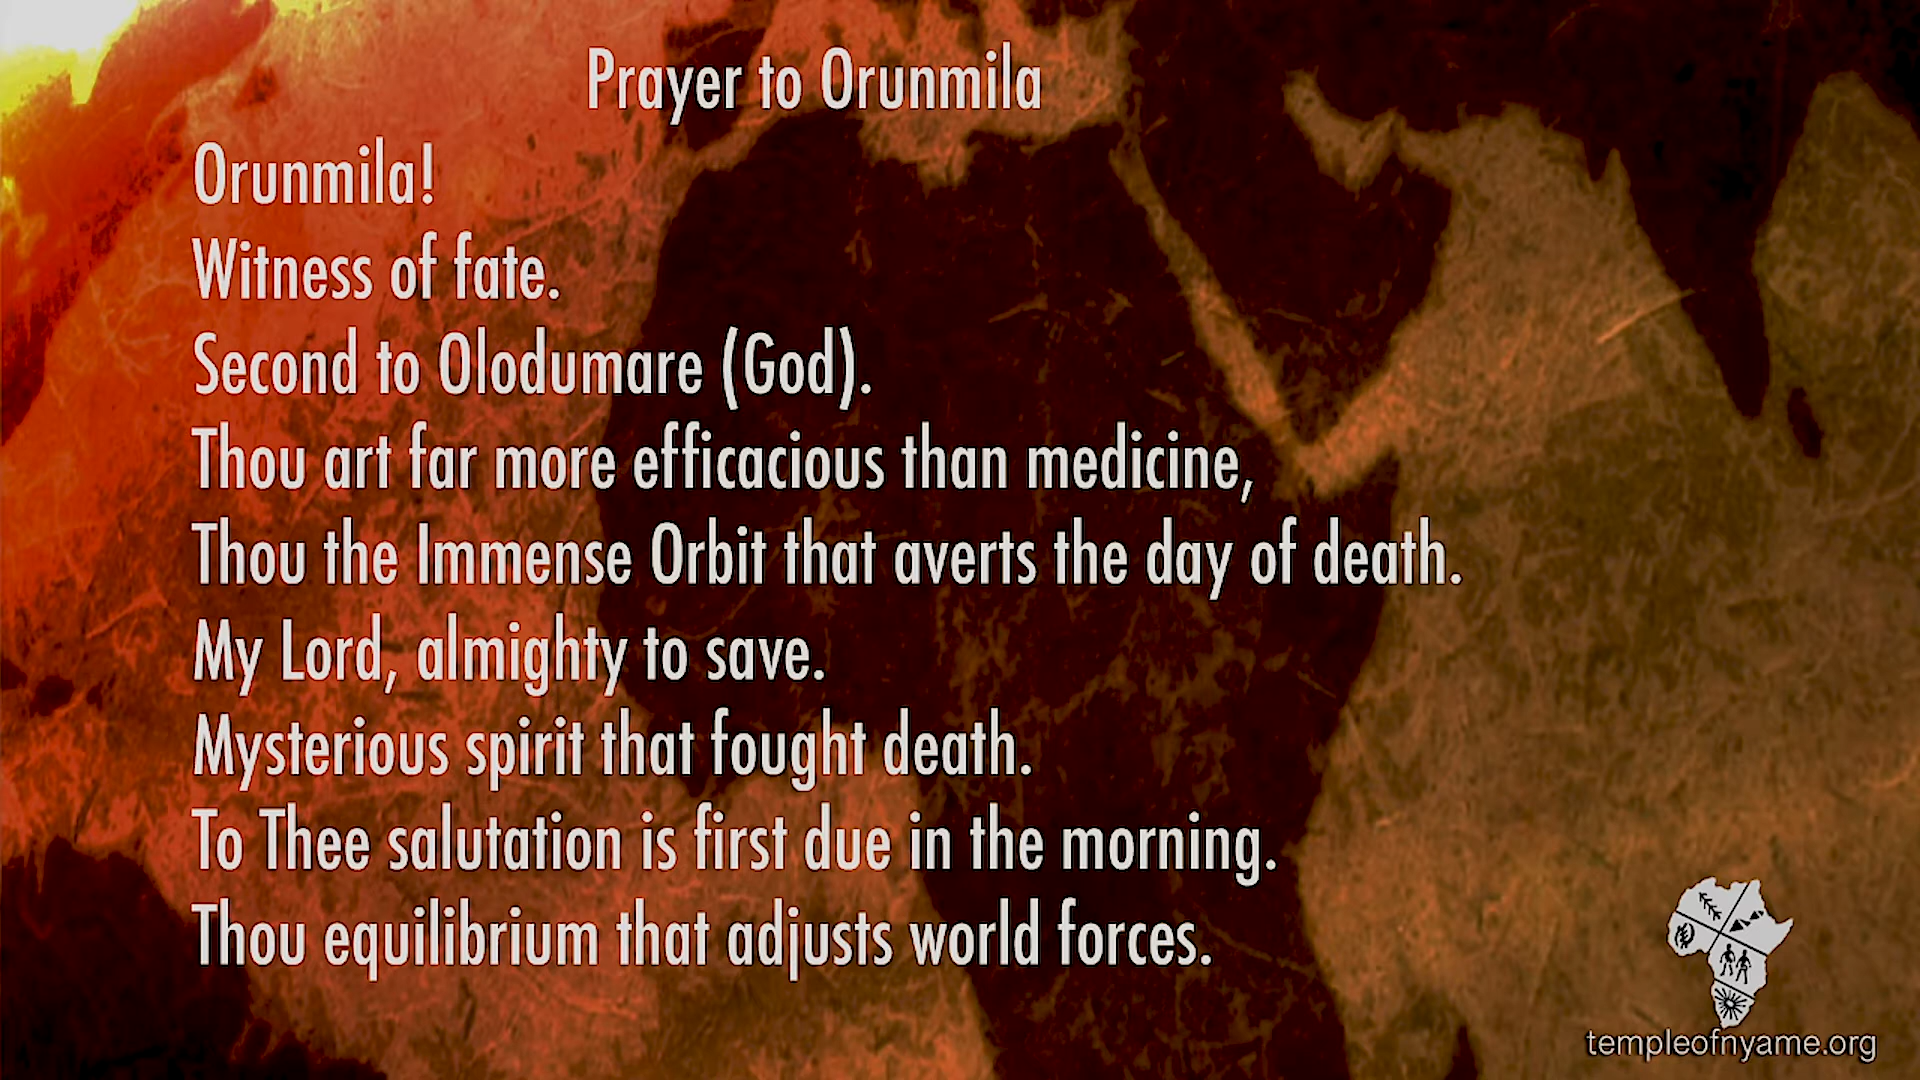 Prayer to Orunmila
Orunmila!
Witness of fate.
Second to Olodumare (God).
Thou art far more efficacious than medicine,
Thou the Immense Orbit that averts the day of death.
My Lord, almighty to save.
Mysterious spirit that fought death.
To Thee salutation is first due in the morning.
Thou equilibrium that adjusts world forces.
templeofnyame.org